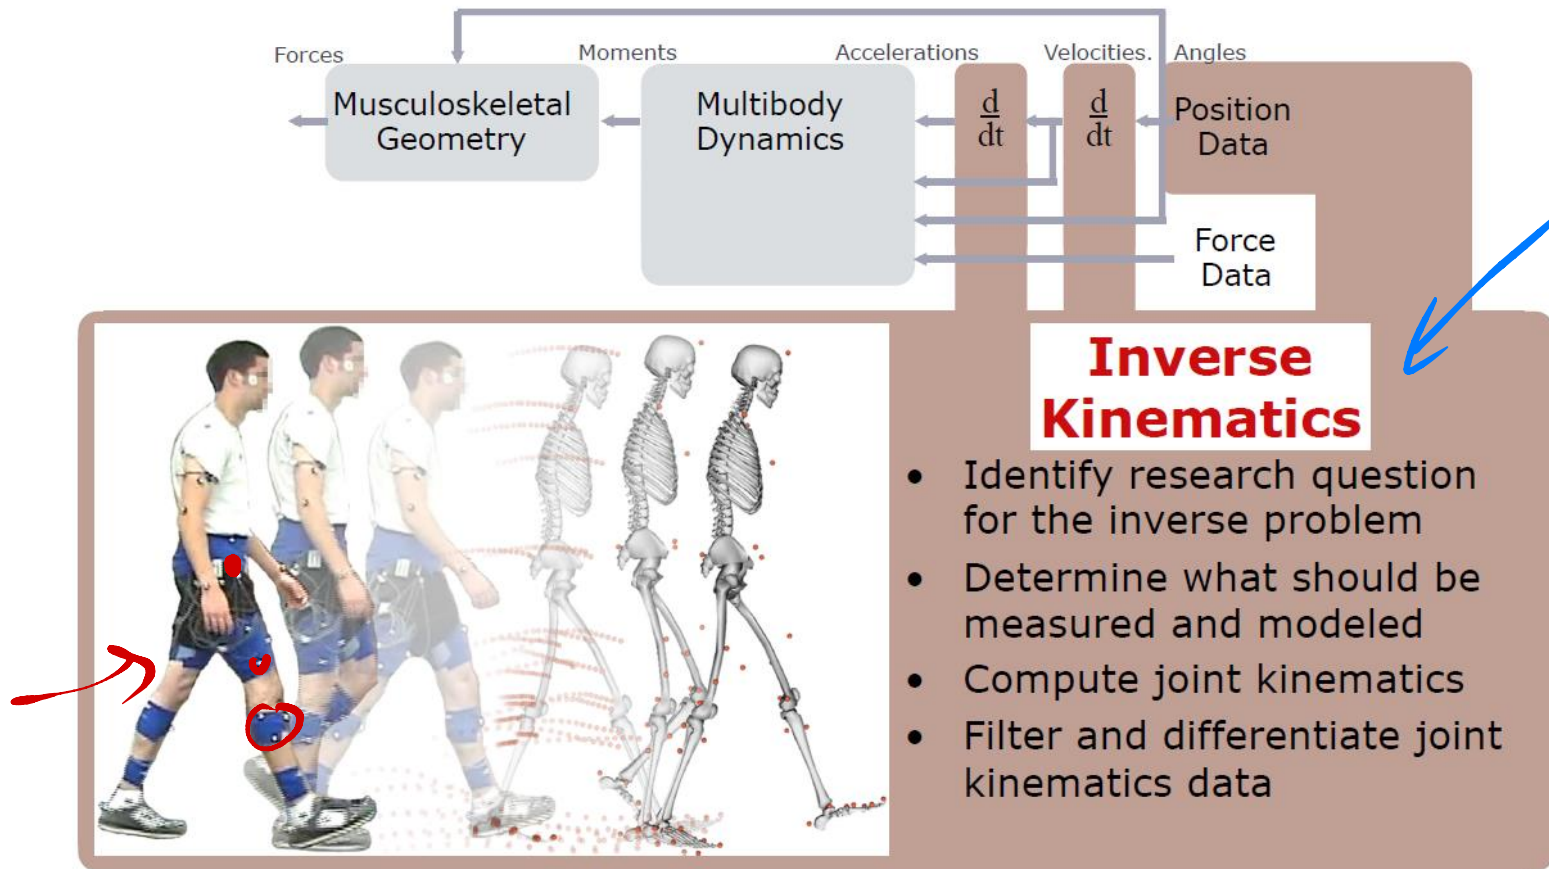 Forces
Moments
Accelerations
Velocities.
Angles
Musculoskeletal
Geometry
Multibody
Dynamics
d
dt
d
dt
Position
Data
Force
Data
Inverse
Kinematics
• Identify research question
for the inverse problem
• Determine what should be
measured and modeled
• Compute joint kinematics
• Filter and differentiate joint
kinematics data